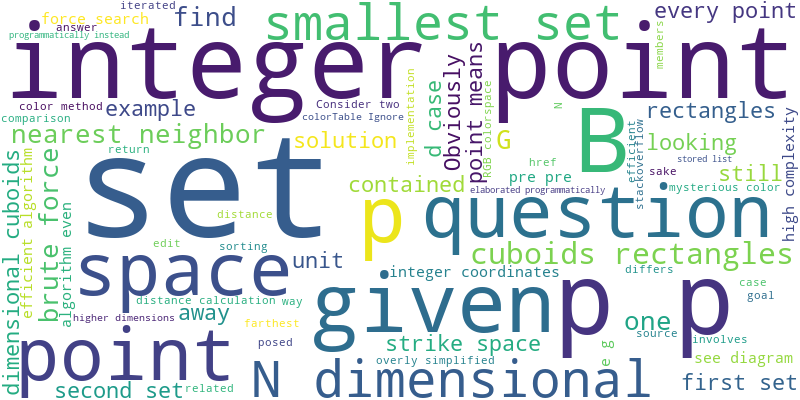 iterated
force search
answer
programmatically instead
find
smallest set
every point
integer point
color method
example
Consider two
colorTable Ignore
comparison
nearest neighbor
return
solution
implementation
d case
Obviously
point means
RGB colorspace
G
N
B
efficient
stackoverflow
members
rectangles
looking
stored list
still
sake
mysterious color
high complexity
href
pre pre
elaborated programmatically
contained
set
p
question
dimensional cuboids
efficient algorithm
brute force
algorithm even
distance
edit
sorting
space
unit
integer coordinates
cuboids rectangles
differs
case
goal
distance calculation
way
higher dimensions
away
farthest
posed
given
p p
strike space
overly simplified
e g
one
source
involves
see diagram
point
second set
related
N dimensional
first set